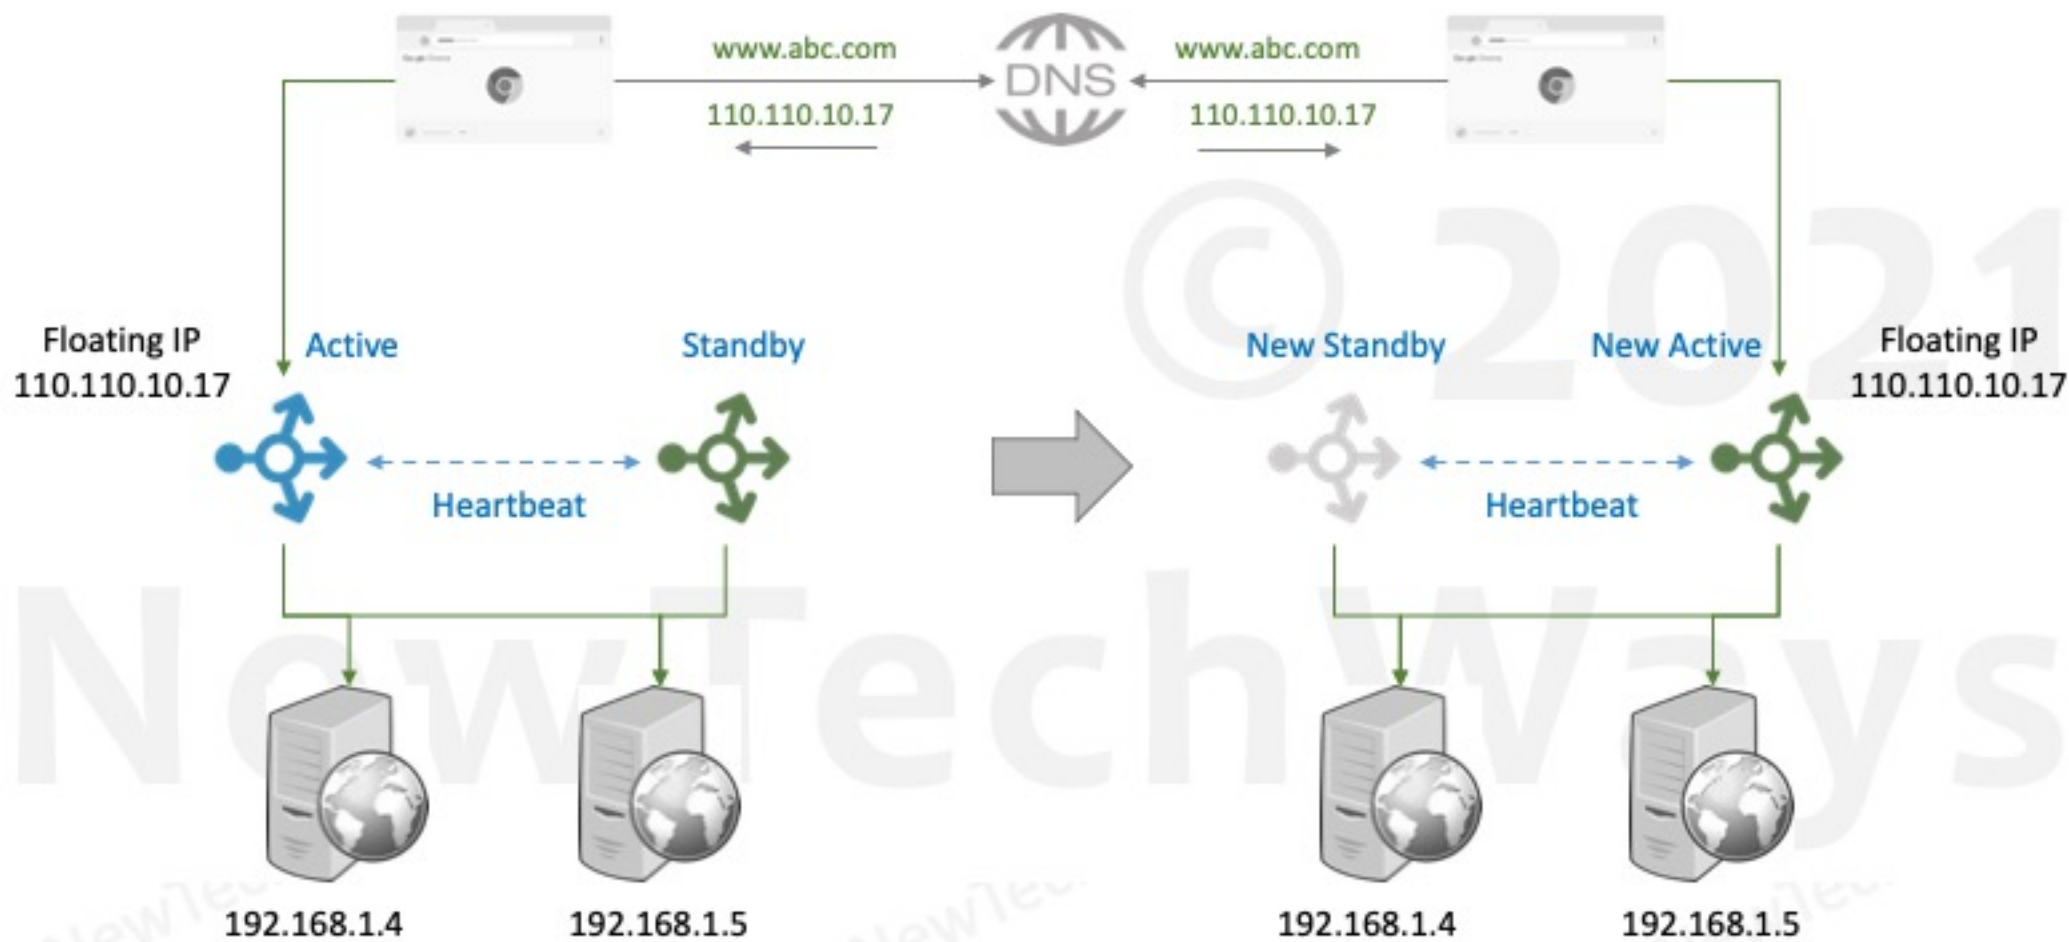 www.abc.com
DNS
www.abc.com
110.110.10.17
110.110.10.17
© 2021
Floating IP
110.110.10.17
Active
Standby
New Standby
New Active
Floating IP
110.110.10.17
Heartbeat
Heartbeat
NewTechWays
192.168.1.4
192.168.1.5
192.168.1.4
192.168.1.5